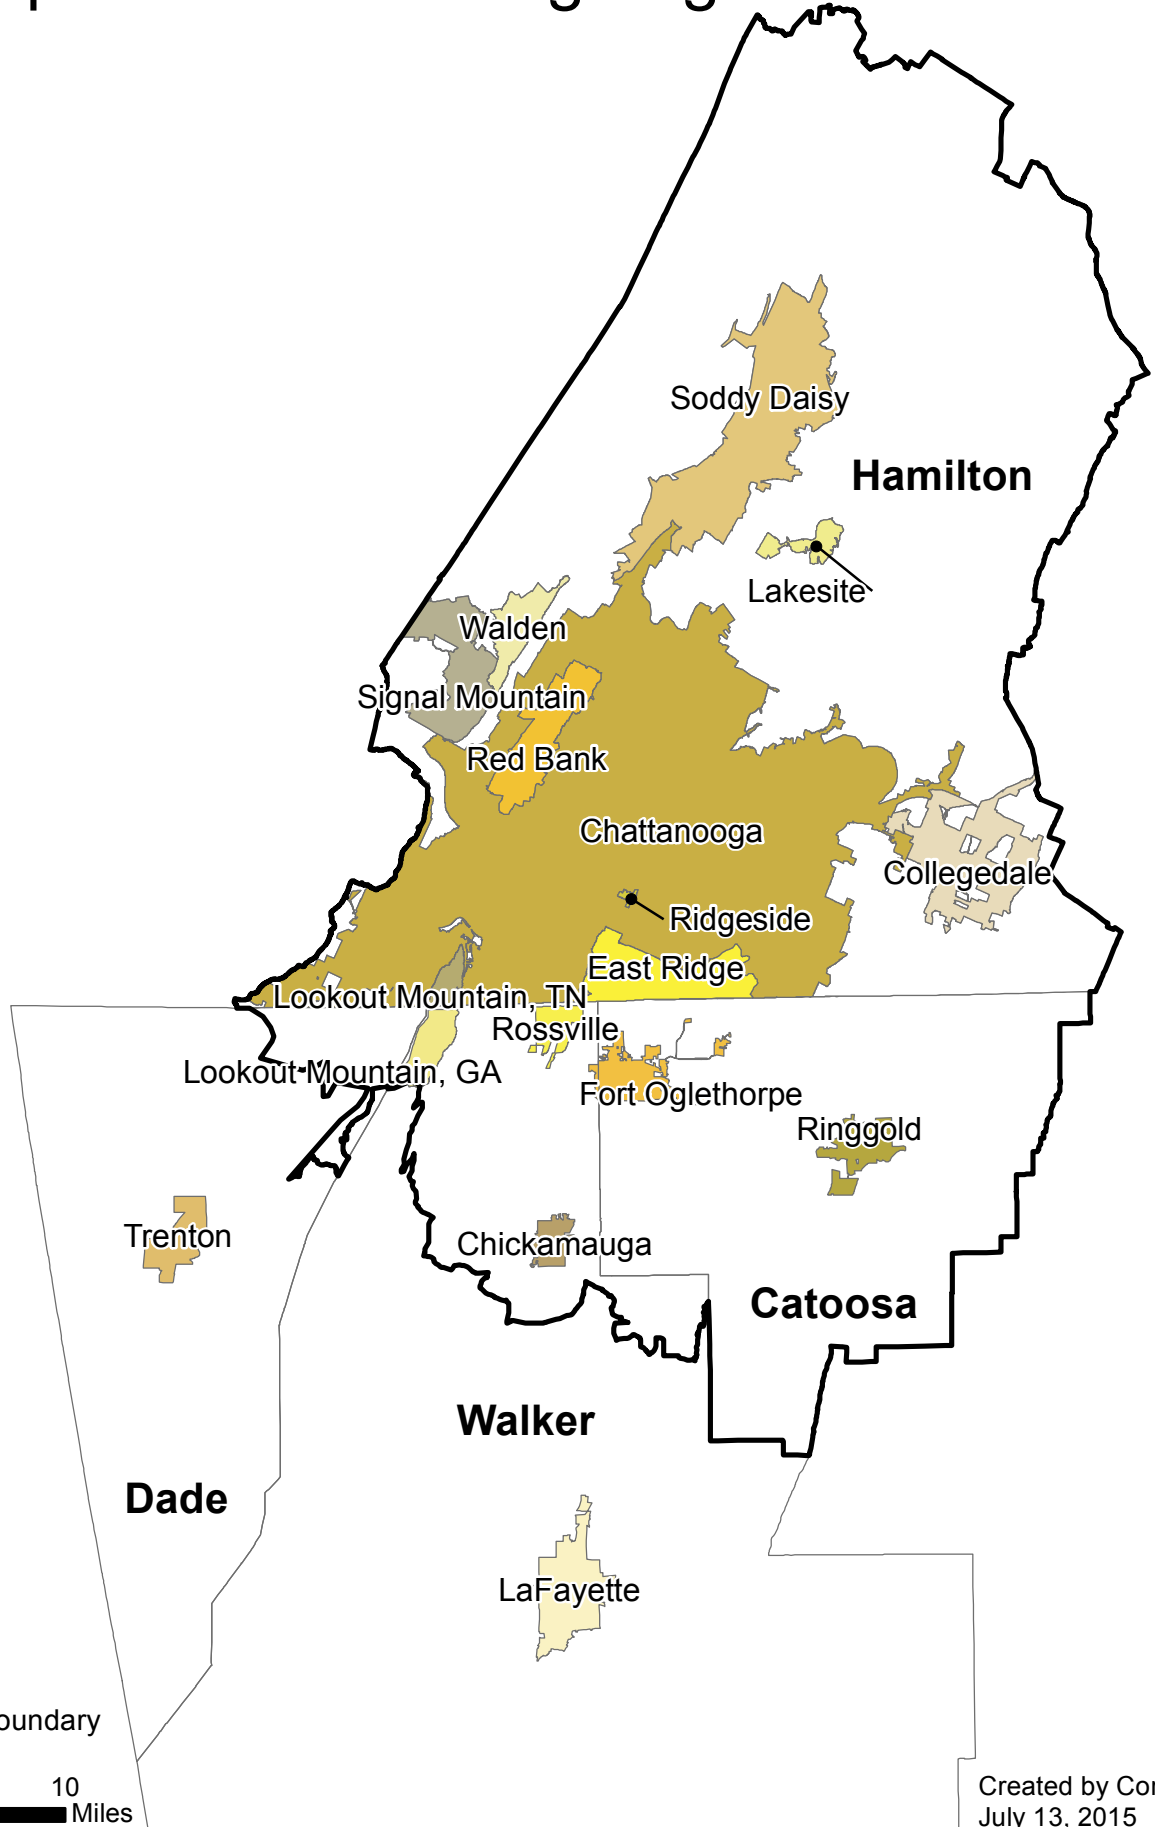 Soddy Daisy
Hamilton
Lakesite
Walden
Signal Mountain
Red Bank
Chattanooga
Collegedale
Ridgeside
East Ridge
Lookout Mountain, TN
Rossville
Lookout Mountain, GA
Fort Oglethorpe
Ringgold
Trenton
Chickamauga
Catoosa
Walker
Dade
LaFayette
oundary
10
Miles
Created by Cor
July 13, 2015